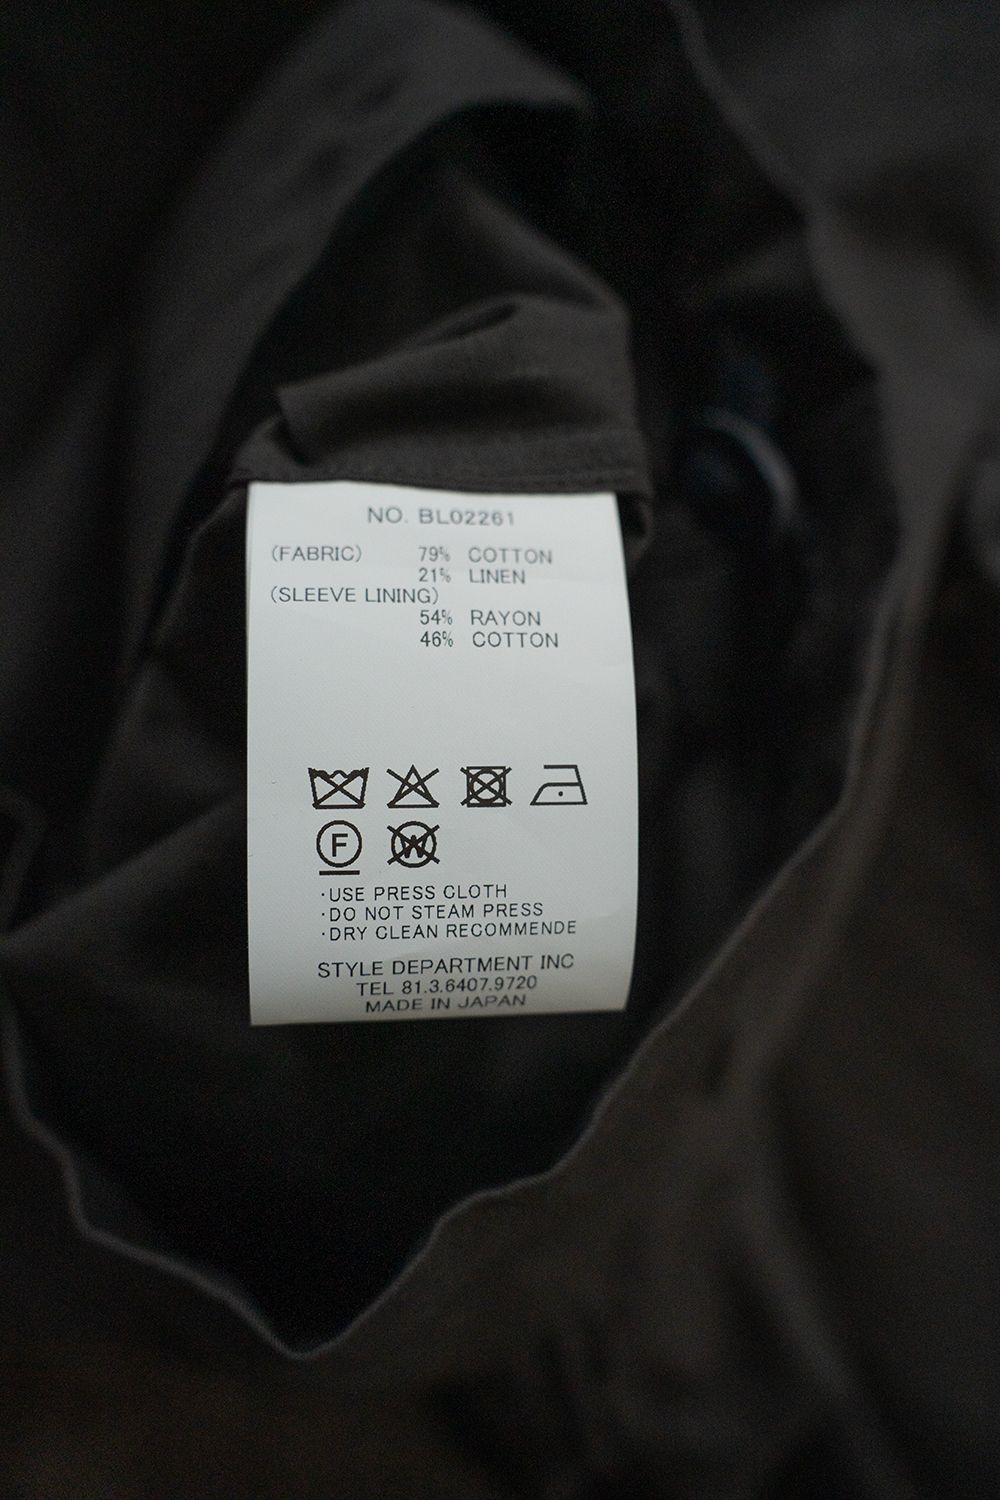 NO. BL02261
(FABRIC) 79% COTTON
21% LINEN
(SLEEVE LINING)
54% RAYON
46% COTTON
F W
·USE PRESS CLOTH
·DO NOT STEAM PRESS
·DRY CLEAN RECOMMENDE
STYLE DEPARTMENT INC
TEL 81.3.6407.9720
MADE IN JAPAN